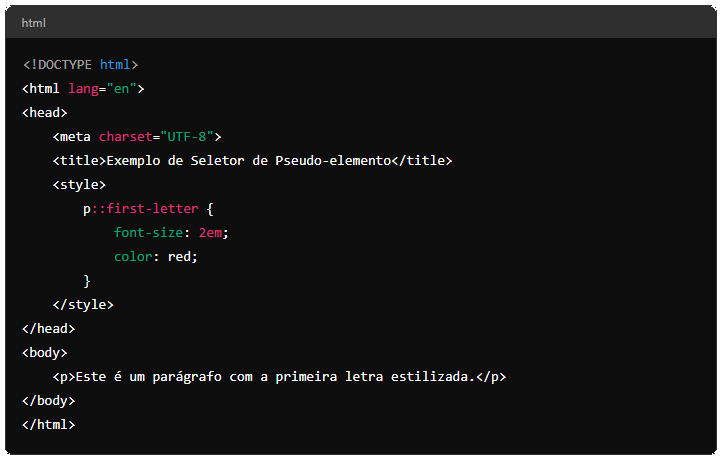 html
<!DOCTYPE html>
<html lang="en">
<head>
    <meta charset="UTF-8">
    <title>Exemplo de Seletor de Pseudo-elemento</title>
    <style>
        p::first-letter {
            font-size: 2em;
            color: red;
        }
    </style>
</head>
<body>
    <p>Este é um parágrafo com a primeira letra estilizada.</p>
</body>
</html>